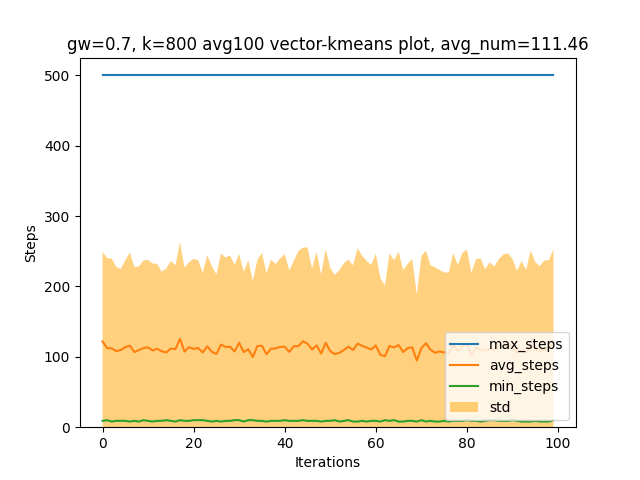 gw=0.7, k=800 avg100 vector-kmeans plot, avg_num=111.46
500
400
300
200
100
0
Steps
max_steps
avg_steps
min_steps
std
0 20 40 60 80 100
Iterations